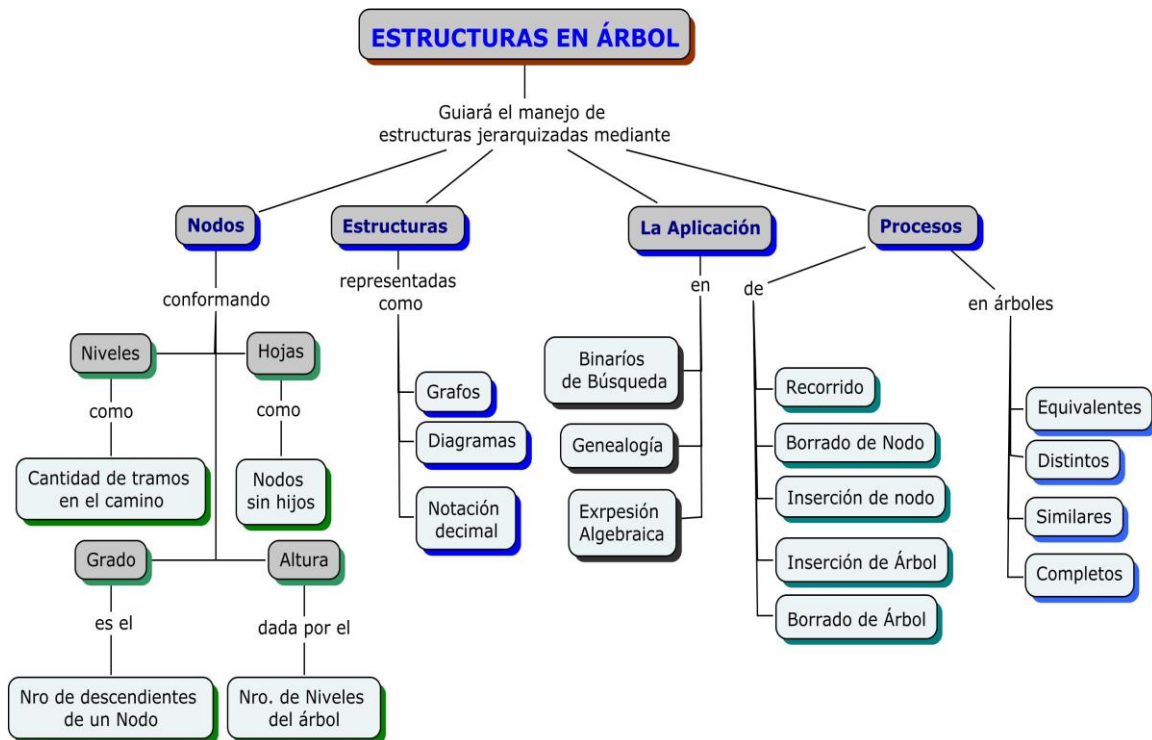 ESTRUCTURAS EN ÁRBOL
Guiará el manejo de
estructuras jerarquizadas mediante
Nodos
Estructuras
La Aplicación
Procesos
conformando
representadas
como
en
de
en árboles
Niveles
Hojas
como
como
Cantidad de tramos
en el camino
Nodos
sin hijos
Grado
Altura
es el
dada por el
Nro de descendientes
de un Nodo
Nro. de Niveles
del árbol
Grafos
Diagramas
Notación
decimal
Binaríos
de Búsqueda
Genealogía
Exrpesión
Algebraica
Recorrido
Borrado de Nodo
Inserción de nodo
Inserción de Árbol
Borrado de Árbol
Equivalentes
Distintos
Similares
Completos